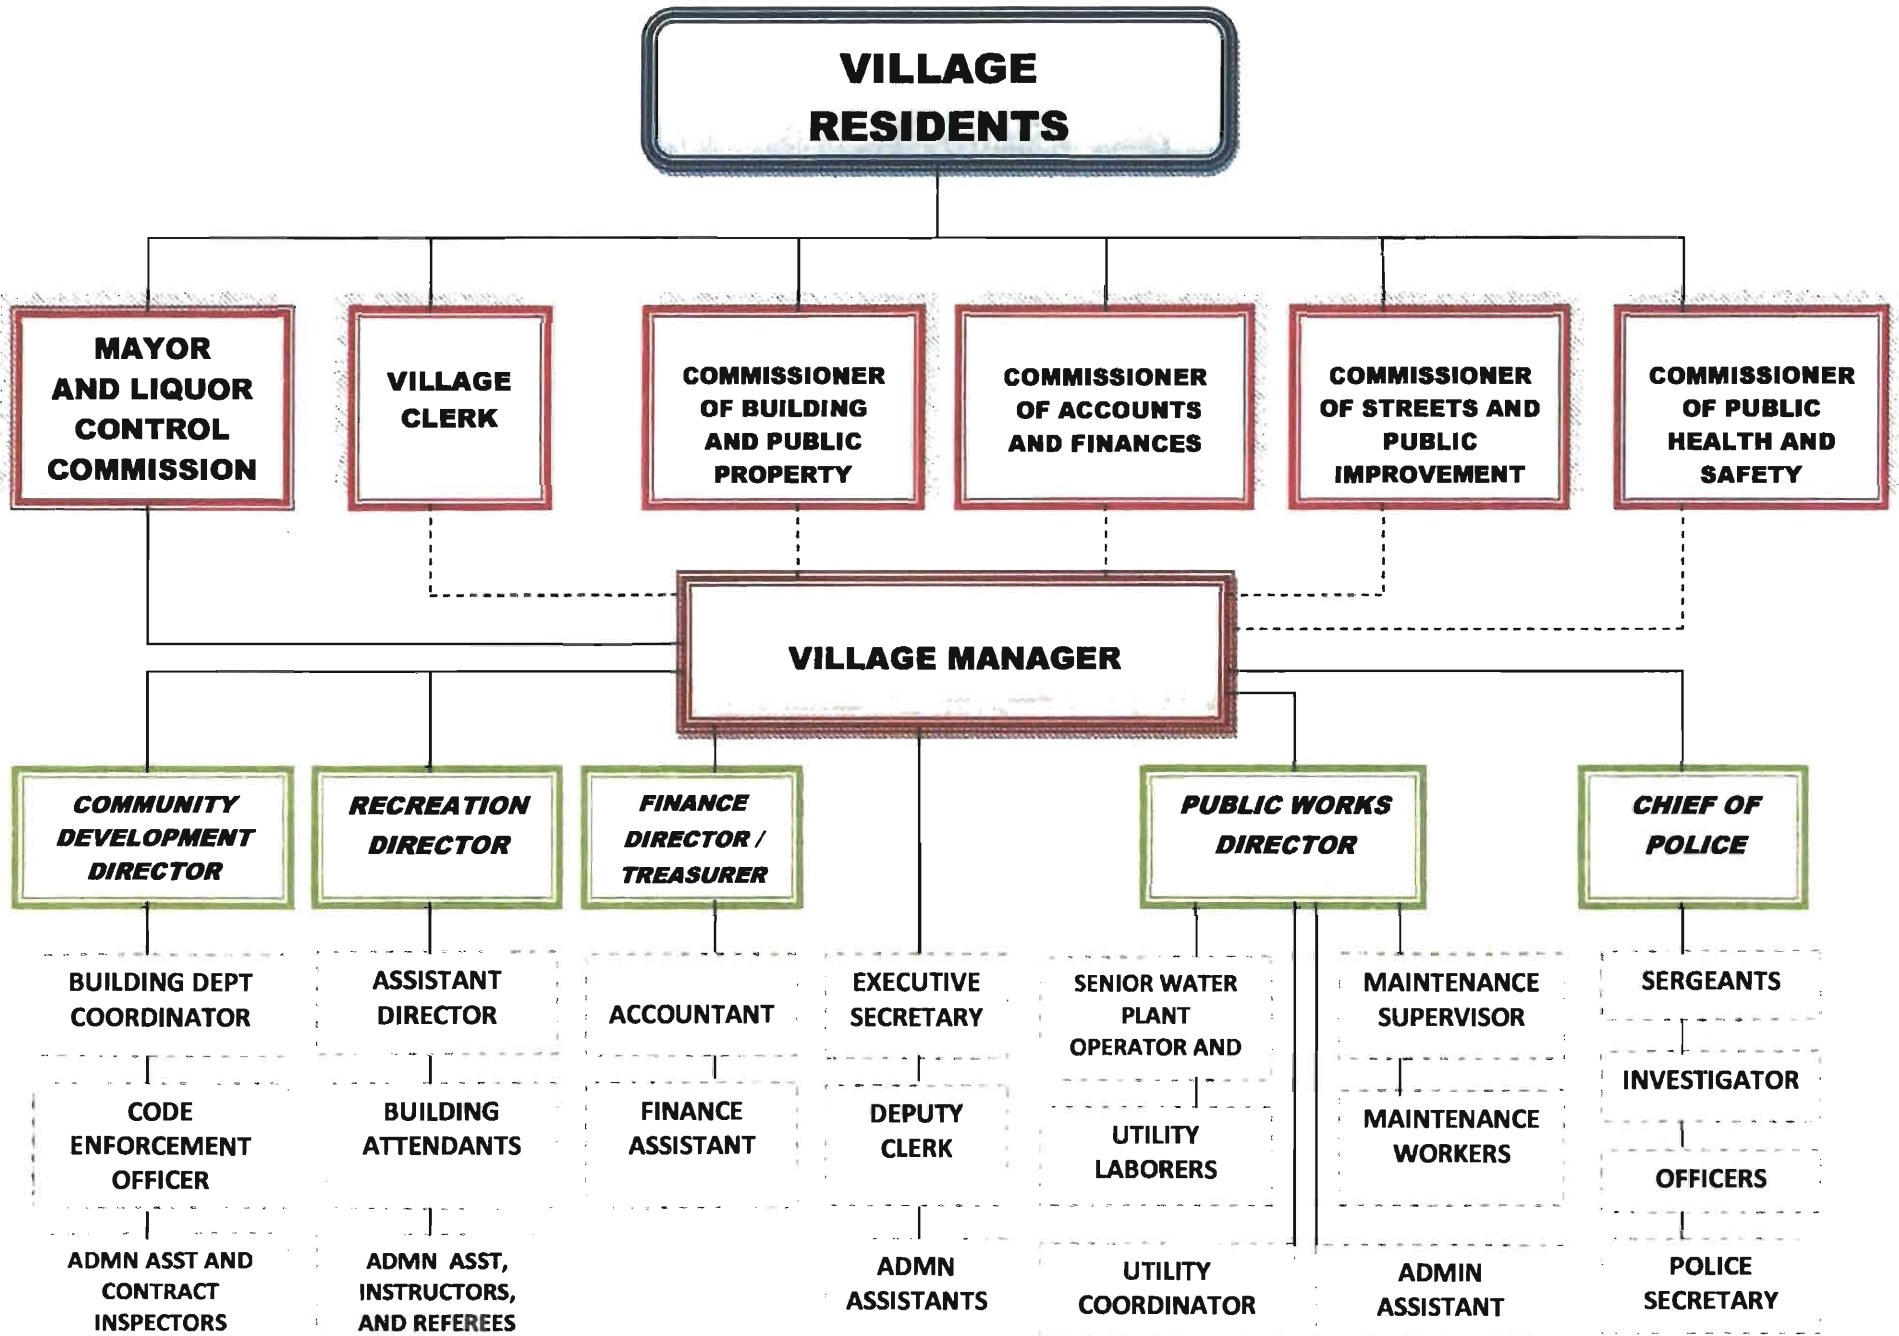 VILLAGE
RESIDENTS
MAYOR
AND LIQUOR
CONTROL
COMMISSION
VILLAGE
CLERK
COMMISSIONER
OF BUILDING
AND PUBLIC
PROPERTY
COMMISSIONER
OF ACCOUNTS
AND FINANCES
COMMISSIONER
OF STREETS AND
PUBLIC
IMPROVEMENT
COMMISSIONER
OF PUBLIC
HEALTH AND
SAFETY
VILLAGE MANAGER
COMMUNITY
DEVELOPMENT
DIRECTOR
RECREATION
DIRECTOR
FINANCE
DIRECTOR /
TREASURER
PUBLIC WORKS
DIRECTOR
CHIEF OF
POLICE
BUILDING DEPT
COORDINATOR
ASSISTANT
DIRECTOR
ACCOUNTANT
EXECUTIVE
SECRETARY
SENIOR WATER
PLANT
OPERATOR AND
MAINTENANCE
SUPERVISOR
SERGEANTS
INVESTIGATOR
CODE
ENFORCEMENT
OFFICER
BUILDING
ATTENDANTS
FINANCE
ASSISTANT
DEPUTY
CLERK
UTILITY
LABORERS
MAINTENANCE
WORKERS
OFFICERS
ADMN ASST AND
CONTRACT
INSPECTORS
ADMN ASST,
INSTRUCTORS,
AND REFEREES
ADMN
ASSISTANTS
UTILITY
COORDINATOR
ADMIN
ASSISTANT
POLICE
SECRETARY